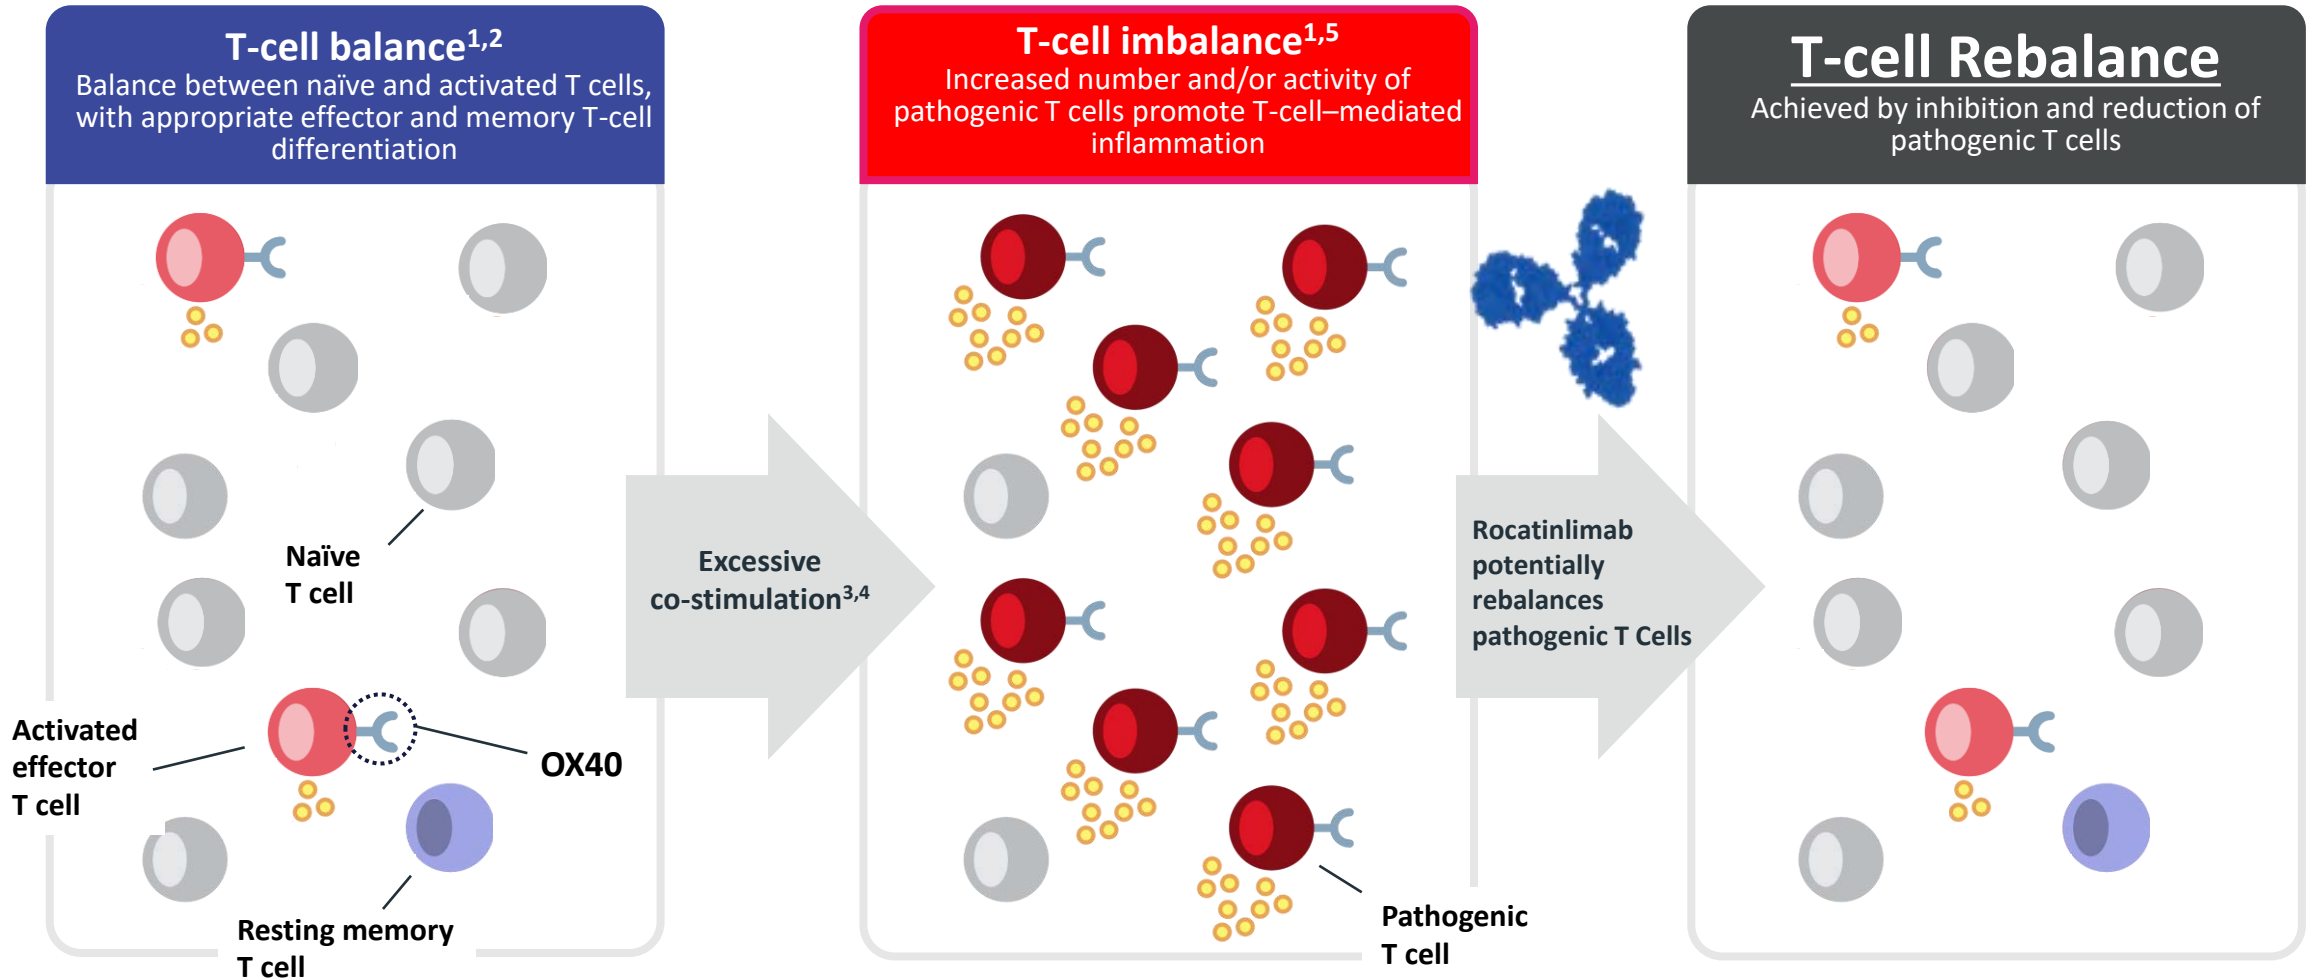 T-cell balance1,2
Balance between naïve and activated T cells,
with appropriate effector and memory T-cell
differentiation
Naïve
T cell
Activated
effector
T cell
OX40
Resting memory
T cell
Excessive
co-stimulation3,4
T-cell imbalance1,5
Increased number and/or activity of
pathogenic T cells promote T-cell–mediated
inflammation
Pathogenic
T cell
Rocatinlimab
potentially
rebalances
pathogenic T Cells
T-cell Rebalance
Achieved by inhibition and reduction of
pathogenic T cells